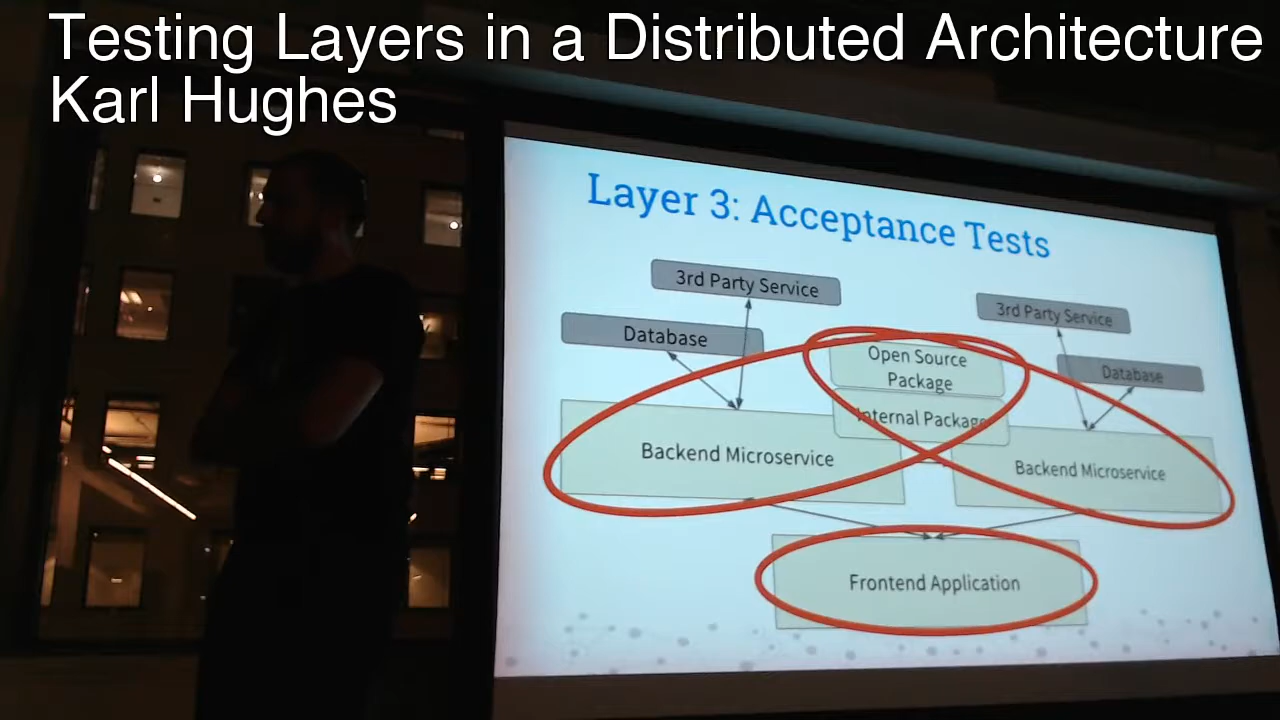 Testing Layers in a Distributed Architecture
Karl Hughes
Layer 3: Acceptance Tests
3rd Party Service
3rd Party Service
Database
Database
Open Source
Package
Internal Package
Backend Microservice
Backend Microservice
Frontend Application